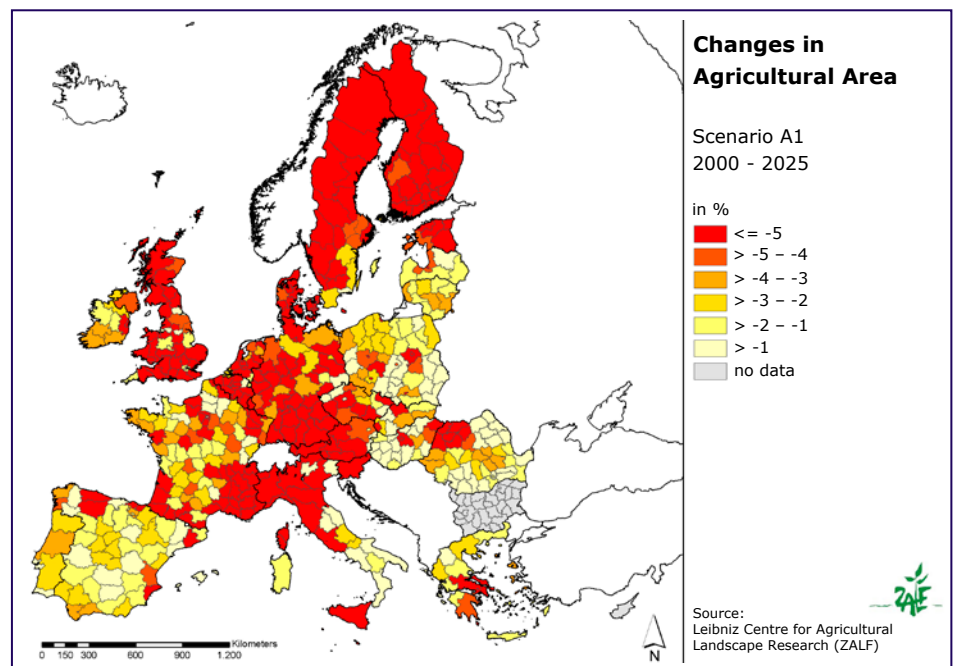 Changes in
Agricultural Area
Scenario A1
2000 - 2025
in %
<= -5
> -5 – -4
> -4 – -3
> -3 – -2
> -2 – -1
> -1
no data
Source:
Leibniz Centre for Agricultural
Landscape Research (ZALF)
ZALF
Kilometers
0 150 300 600 900 1.200
N